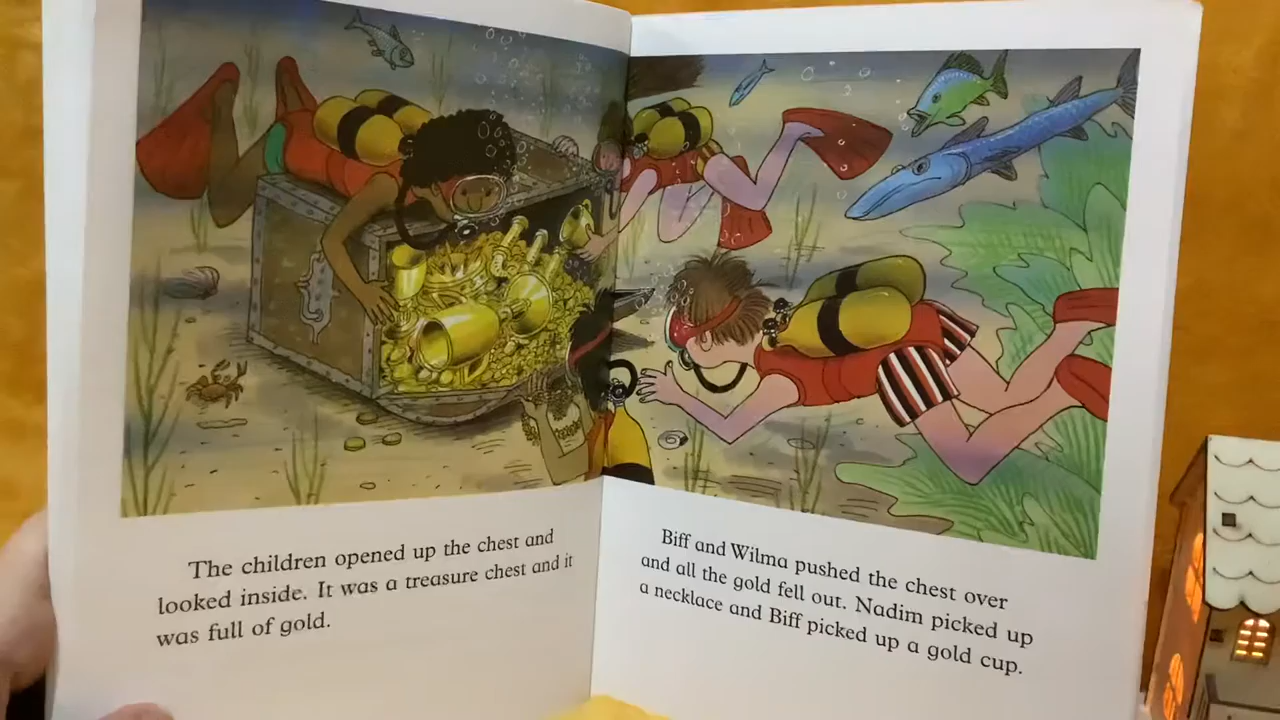 The children opened up the chest and
looked inside. It was a treasure chest and it
was full of gold.
Biff and Wilma pushed the chest over
and all the gold fell out. Nadim picked up
a necklace and Biff picked up a gold cup.